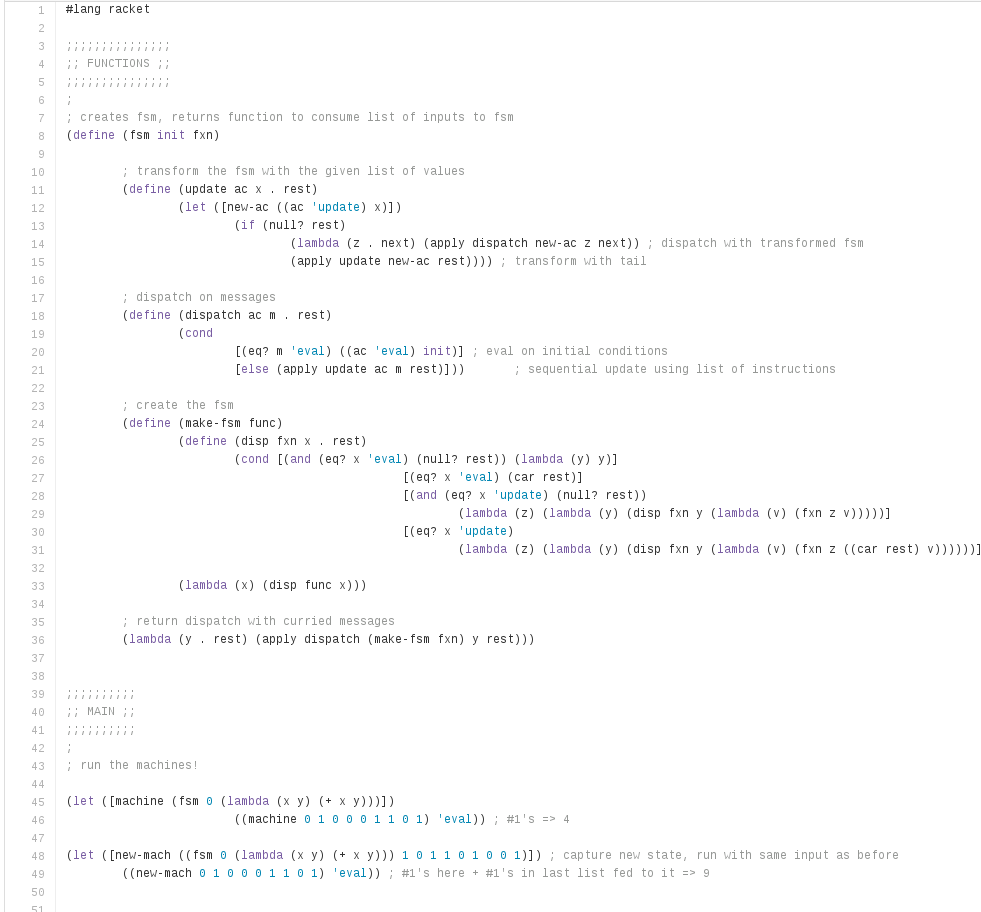 1 #lang racket
2
3 ;;;;;;;;;;;;;;;
4 ;; FUNCTIONS ;;
5 ;;;;;;;;;;;;;;;
6 ;
7 ; creates fsm, returns function to consume list of inputs to fsm
8 (define (fsm init fxn)
9
10 ; transform the fsm with the given list of values
11 (define (update ac x . rest)
12 (let ([new-ac ((ac 'update) x)])
13 (if (null? rest)
14 (lambda (z . next) (apply dispatch new-ac z next)) ; dispatch with transformed fsm
15 (apply update new-ac rest)))) ; transform with tail
16
17 ; dispatch on messages
18 (define (dispatch ac m . rest)
19 (cond
20 [(eq? m 'eval) ((ac 'eval) init)] ; eval on initial conditions
21 [else (apply update ac m rest)])) ; sequential update using list of instructions
22
23 ; create the fsm
24 (define (make-fsm func)
25 (define (disp fxn x . rest)
26 (cond [(and (eq? x 'eval) (null? rest)) (lambda (y) y)]
27 [(eq? x 'eval) (car rest)]
28 [(and (eq? x 'update) (null? rest))
29 (lambda (z) (lambda (y) (disp fxn y (lambda (v) (fxn z v)))))]
30 [(eq? x 'update)
31 (lambda (z) (lambda (y) (disp fxn y (lambda (v) (fxn z ((car rest) v))))))]
32
33 (lambda (x) (disp func x)))
34
35 ; return dispatch with curried messages
36 (lambda (y . rest) (apply dispatch (make-fsm fxn) y rest)))
37
38
39 ;;;;;;;;;;
40 ;; MAIN ;;
41 ;;;;;;;;;;
42 ;
43 ; run the machines!
44
45 (let ([machine (fsm 0 (lambda (x y) (+ x y)))])
46 ((machine 0 1 0 0 0 1 1 0 1) 'eval)) ; #1's => 4
47
48 (let ([new-mach ((fsm 0 (lambda (x y) (+ x y))) 1 0 1 1 0 1 0 0 1)]) ; capture new state, run with same input as before
49 ((new-mach 0 1 0 0 0 1 1 0 1) 'eval)) ; #1's here + #1's in last list fed to it => 9
50
51